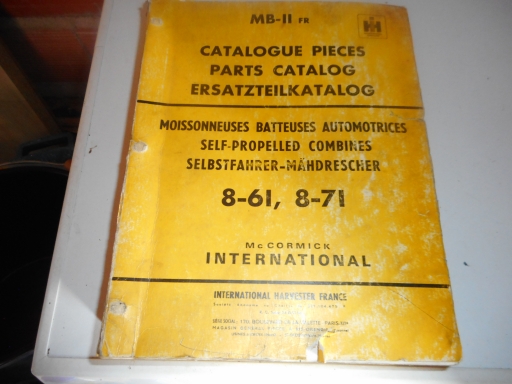 MB-II FR
IH
CATALOGUE PIECES
PARTS CATALOG
ERSATZTEILKATALOG
MOISSONNEUSES BATTEUSES AUTOMOTRICES
SELF-PROPELLED COMBINES
SELBSTFAHRER-MÄHDRESCHER
8-61, 8-71
McCORMICK
INTERNATIONAL
INTERNATIONAL HARVESTER FRANCE